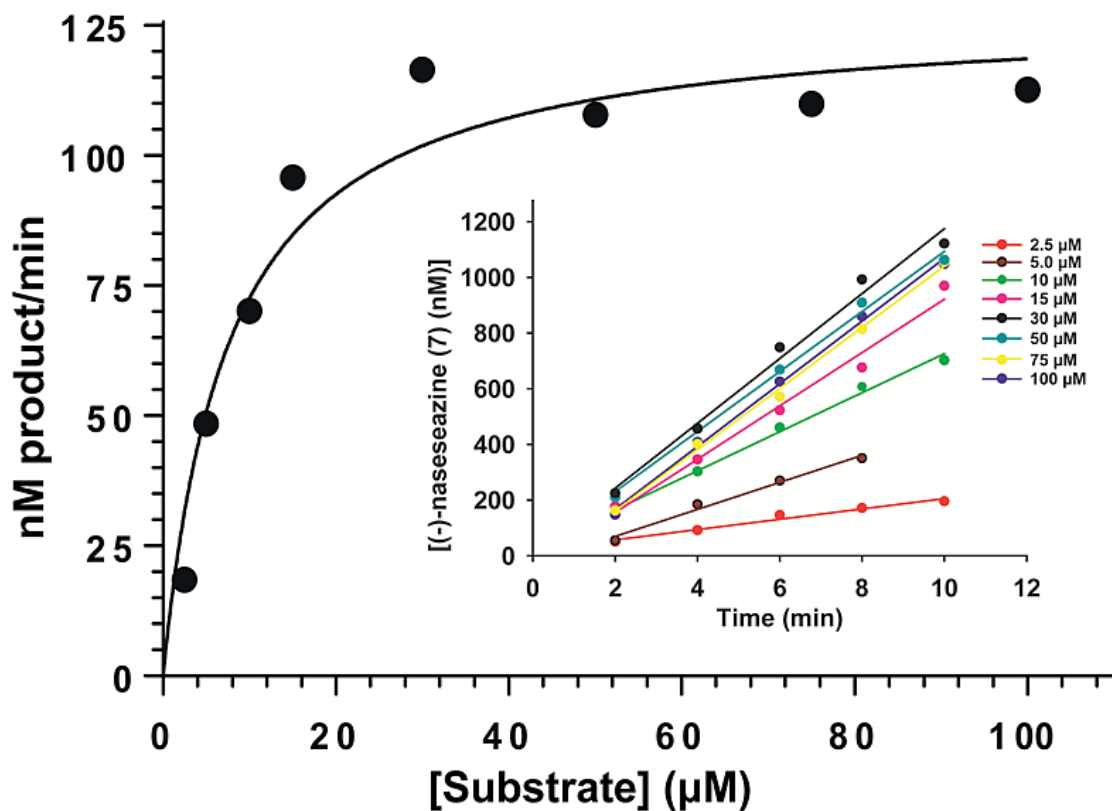 125
100
75
50
25
0
nM product/min
0 20 40 60 80 100
[Substrate] (µM)
1200
1000
800
600
400
200
0
[(-)-naseseazine (7) (nM)]
0 2 4 6 8 10 12
Time (min)
2.5 µM
5.0 µM
10 µM
15 µM
30 µM
50 µM
75 µM
100 µM